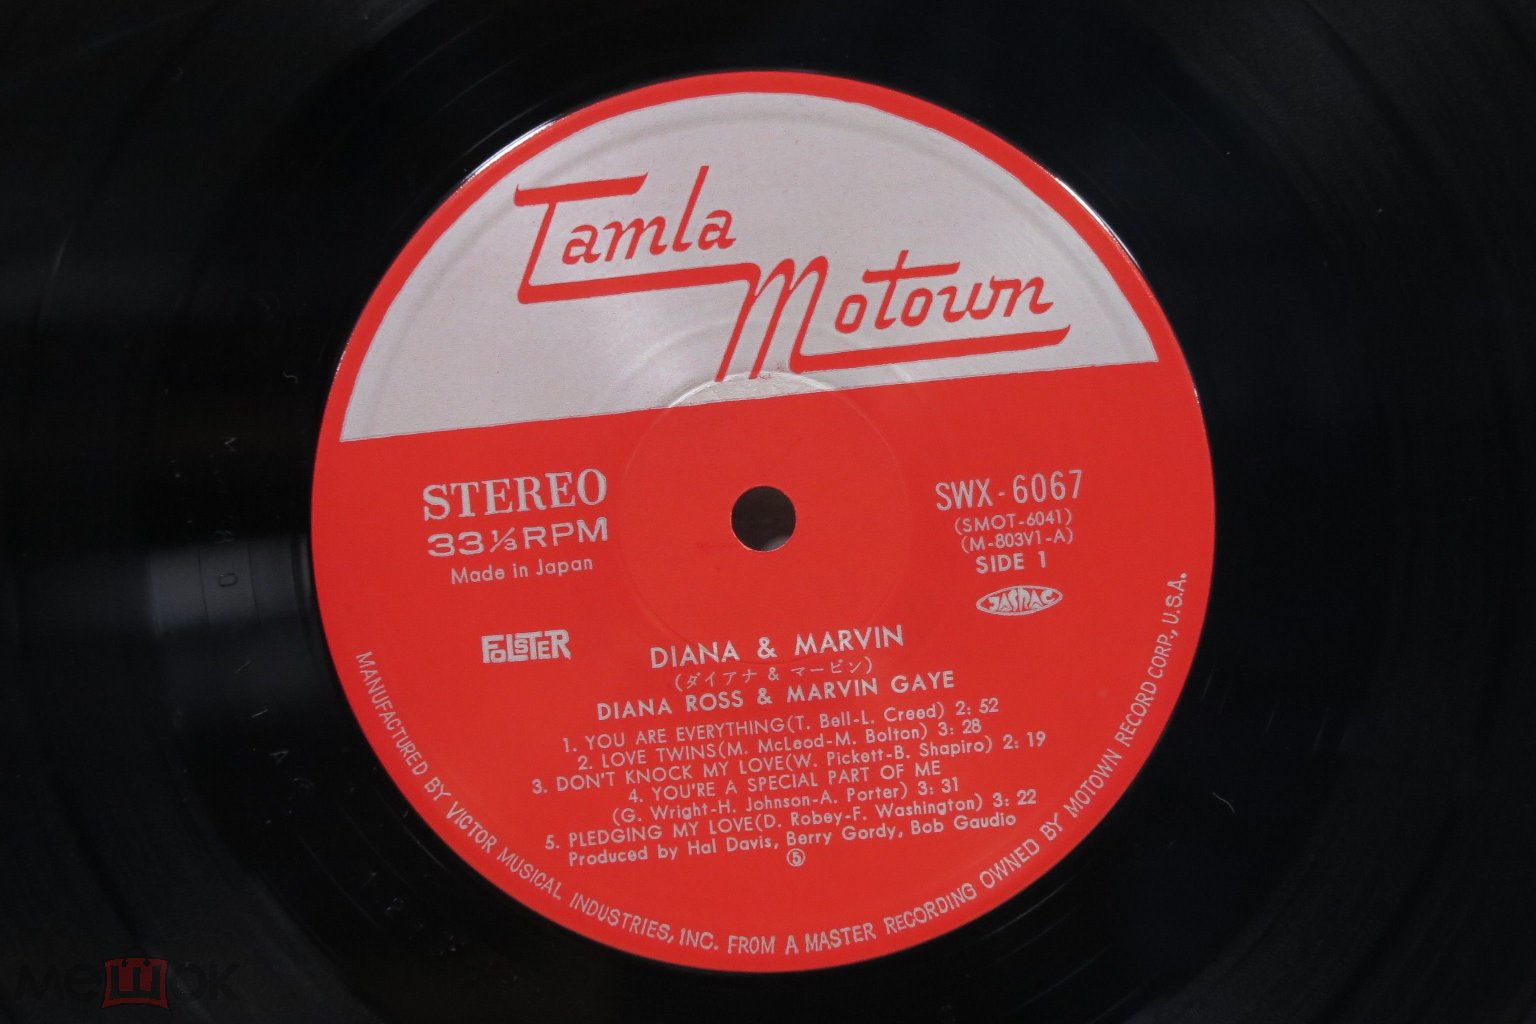 Tamla
Motown
STEREO
33⅓ RPM
Made in Japan
SWX-6067
(SMOT-6041)
(M-803V1-A)
SIDE 1
JASRAC
FOLSTER
DIANA & MARVIN
(ダイアナ & マービン)
DIANA ROSS & MARVIN GAYE
1. YOU ARE EVERYTHING(T. Bell-L. Creed) 2:52
2. LOVE TWINS(M. McLeod-M. Bolton) 3:28
3. DON'T KNOCK MY LOVE(W. Pickett-B. Shapiro) 2:19
4. YOU'RE A SPECIAL PART OF ME
(G. Wright-H. Johnson-A. Porter) 3:31
5. PLEDGING MY LOVE(D. Robey-F. Washington) 3:22
Produced by Hal Davis, Berry Gordy, Bob Gaudio
⑤
MANUFACTURED BY VICTOR MUSICAL INDUSTRIES, INC. FROM A MASTER RECORDING OWNED BY MOTOWN RECORD CORP., U.S.A.
мешок